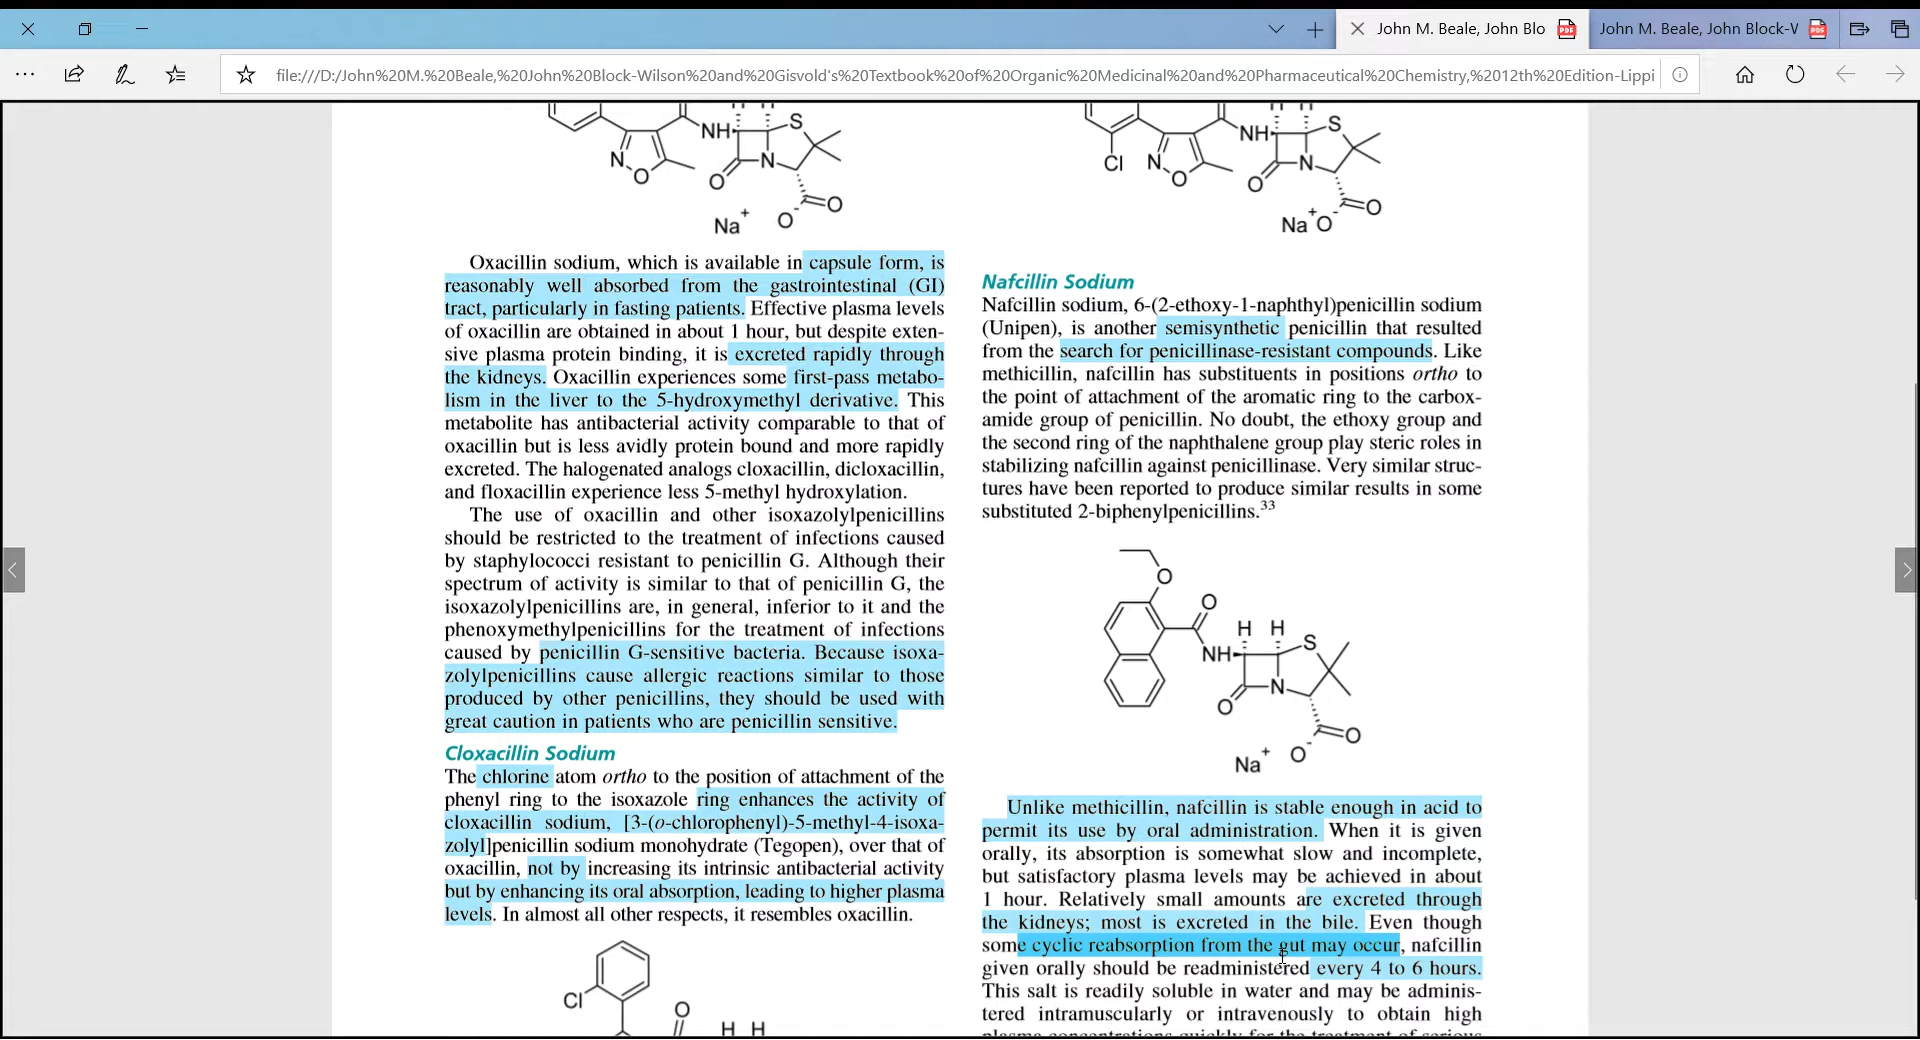 John M. Beale, John Blo
John M. Beale, John Block-V
file:///D:/John%20M.%20Beale,%20John%20Block-Wilson%20and%20Gisvold's%20Textbook%20of%20Organic%20Medicinal%20and%20Pharmaceutical%20Chemistry,%2012th%20Edition-Lippi
NH
S
N
O
O
N
O
O⁻
Na⁺
Oxacillin sodium, which is available in capsule form, is
reasonably well absorbed from the gastrointestinal (GI)
tract, particularly in fasting patients. Effective plasma levels
of oxacillin are obtained in about 1 hour, but despite exten-
sive plasma protein binding, it is excreted rapidly through
the kidneys. Oxacillin experiences some first-pass metabo-
lism in the liver to the 5-hydroxymethyl derivative. This
metabolite has antibacterial activity comparable to that of
oxacillin but is less avidly protein bound and more rapidly
excreted. The halogenated analogs cloxacillin, dicloxacillin,
and floxacillin experience less 5-methyl hydroxylation.
The use of oxacillin and other isoxazolylpenicillins
should be restricted to the treatment of infections caused
by staphylococci resistant to penicillin G. Although their
spectrum of activity is similar to that of penicillin G, the
isoxazolylpenicillins are, in general, inferior to it and the
phenoxymethylpenicillins for the treatment of infections
caused by penicillin G-sensitive bacteria. Because isoxa-
zolylpenicillins cause allergic reactions similar to those
produced by other penicillins, they should be used with
great caution in patients who are penicillin sensitive.
Cloxacillin Sodium
The chlorine atom ortho to the position of attachment of the
phenyl ring to the isoxazole ring enhances the activity of
cloxacillin sodium, [3-(o-chlorophenyl)-5-methyl-4-isoxa-
zolyl]penicillin sodium monohydrate (Tegopen), over that of
oxacillin, not by increasing its intrinsic antibacterial activity
but by enhancing its oral absorption, leading to higher plasma
levels. In almost all other respects, it resembles oxacillin.
Cl
O
H H
Cl
NH
S
N
O
O
N
O
Na⁺ O⁻
Nafcillin Sodium
Nafcillin sodium, 6-(2-ethoxy-1-naphthyl)penicillin sodium
(Unipen), is another semisynthetic penicillin that resulted
from the search for penicillinase-resistant compounds. Like
methicillin, nafcillin has substituents in positions ortho to
the point of attachment of the aromatic ring to the carbox-
amide group of penicillin. No doubt, the ethoxy group and
the second ring of the naphthalene group play steric roles in
stabilizing nafcillin against penicillinase. Very similar struc-
tures have been reported to produce similar results in some
substituted 2-biphenylpenicillins.³³
O
O
H H
NH
S
N
O
O
O⁻
Na⁺
Unlike methicillin, nafcillin is stable enough in acid to
permit its use by oral administration. When it is given
orally, its absorption is somewhat slow and incomplete,
but satisfactory plasma levels may be achieved in about
1 hour. Relatively small amounts are excreted through
the kidneys; most is excreted in the bile. Even though
some cyclic reabsorption from the gut may occur, nafcillin
given orally should be readministered every 4 to 6 hours.
This salt is readily soluble in water and may be adminis-
tered intramuscularly or intravenously to obtain high
plasma concentrations quickly for the treatment of serious